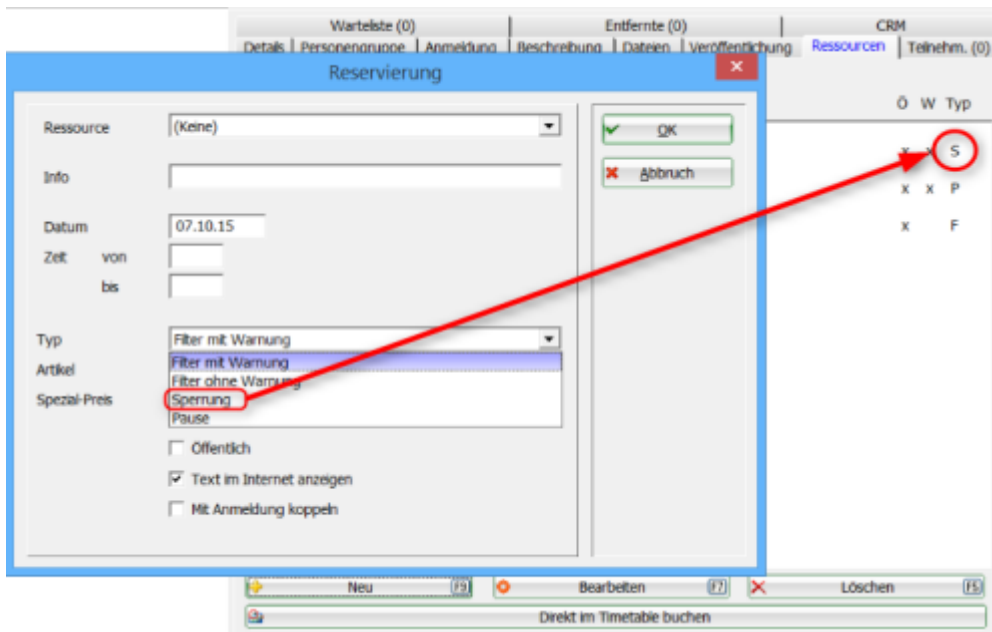 Warteliste (0) Entfernte (0) CRM
Details Personengruppe Anmeldung Beschreibung Dateien Veröffentlichung Ressourcen Teilnehm. (0)
Reservierung
Ö W Typ
Ressource (Keine) OK
x S
Info Abbruch
x x P
Datum 07.10.15
x F
Zeit von
bis
Typ Filter mit Warnung
Filter mit Warnung
Artikel
Filter ohne Warnung
Spezial-Preis Sperrung
Pause
Öffentlich
Text im Internet anzeigen
Mit Anmeldung koppeln
Neu F9 Bearbeiten F7 Löschen F5
Direkt im Timetable buchen